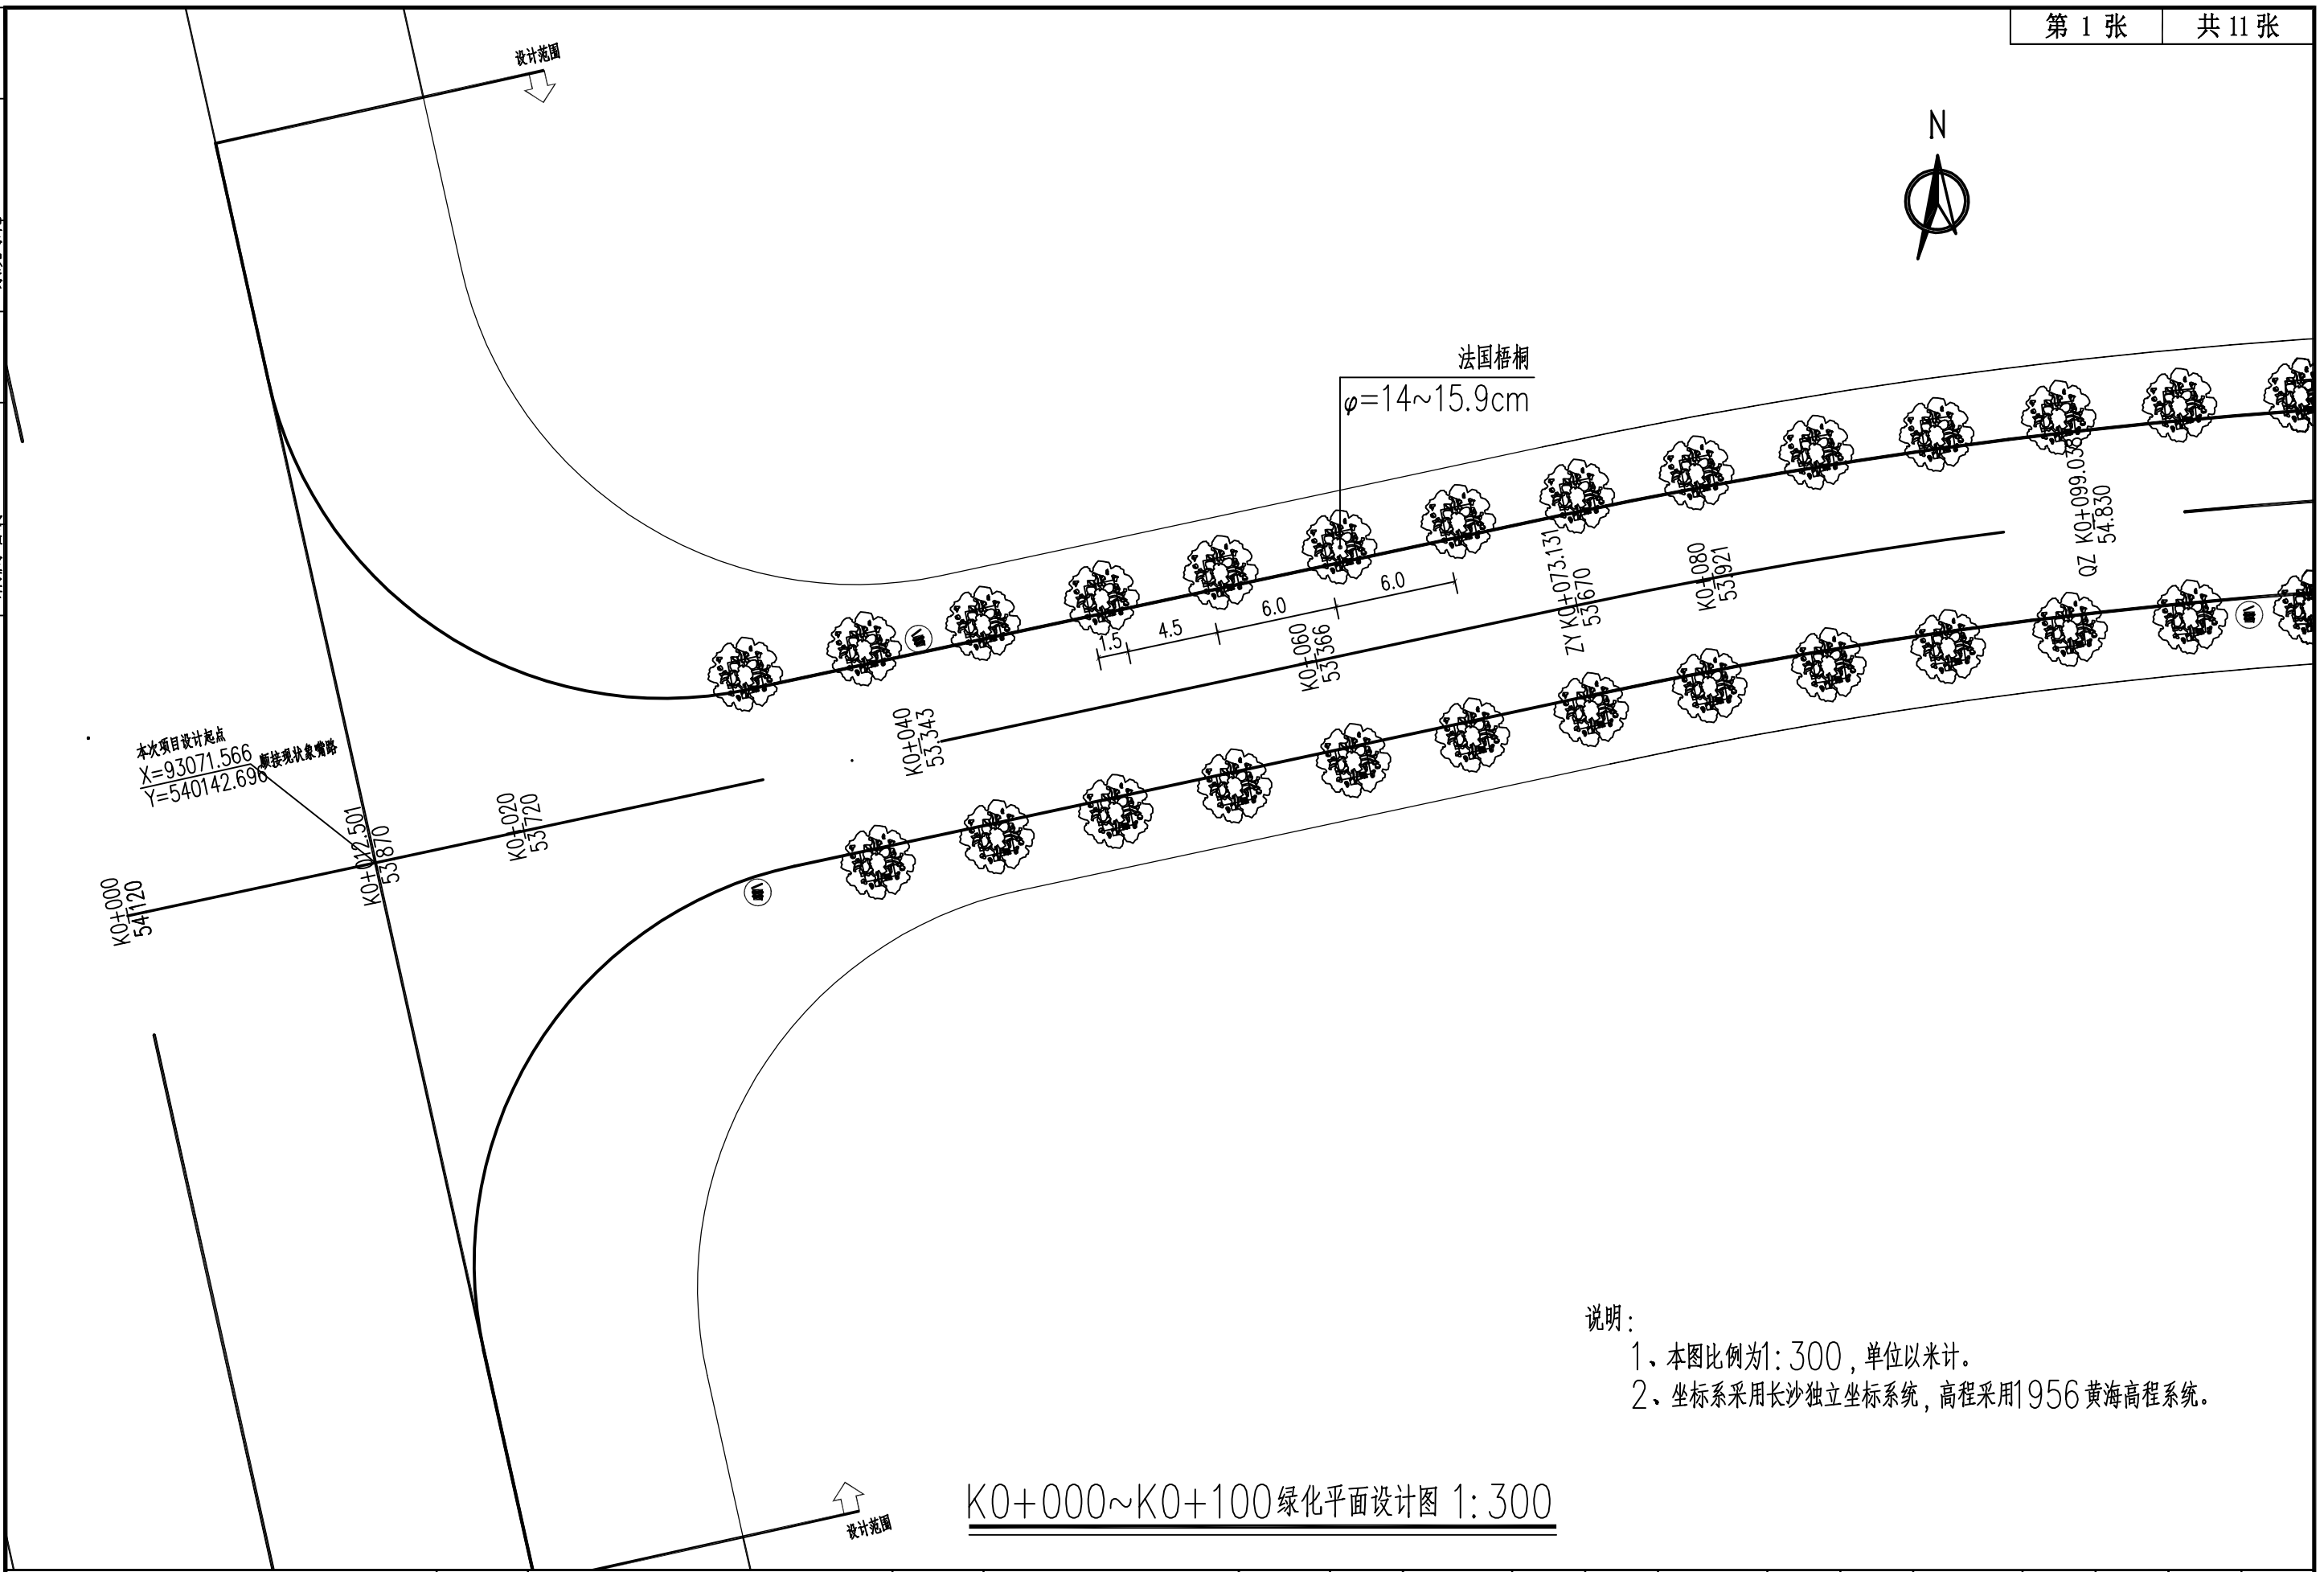 第 1 张
共 11 张
设计范围
N
法国梧桐
φ=14~15.9cm
1.5
4.5
6.0
6.0
ZY K0+073.131
53.670
K0+080
53.921
QZ K0+099.03
54.830
K0+060
53.366
K0+040
53.343
本次项目设计起点
X=93071.566
Y=540142.696
顺接现状象嘴路
K0+020
53.720
K0+012.501
53.870
K0+000
54.120
说明:
1、本图比例为1:300,单位以米计。
2、坐标系采用长沙独立坐标系统,高程采用1956黄海高程系统。
K0+000~K0+100绿化平面设计图 1:300
设计范围